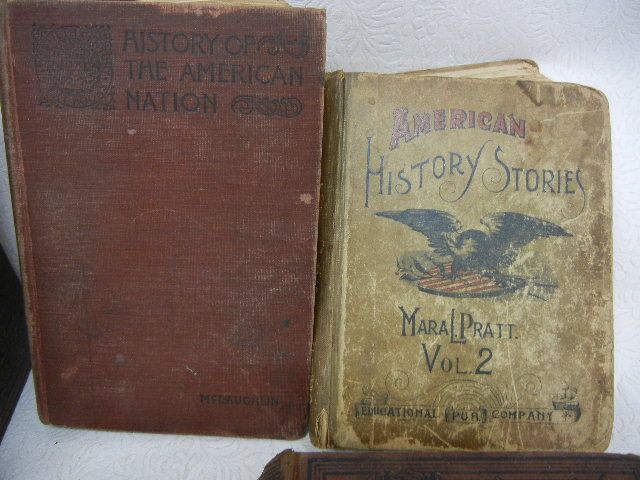 HISTORY OF
THE AMERICAN
NATION
MCLAUGHLIN
AMERICAN
HISTORY STORIES
MARA L. PRATT.
VOL. 2
EDUCATIONAL PUB. COMPANY